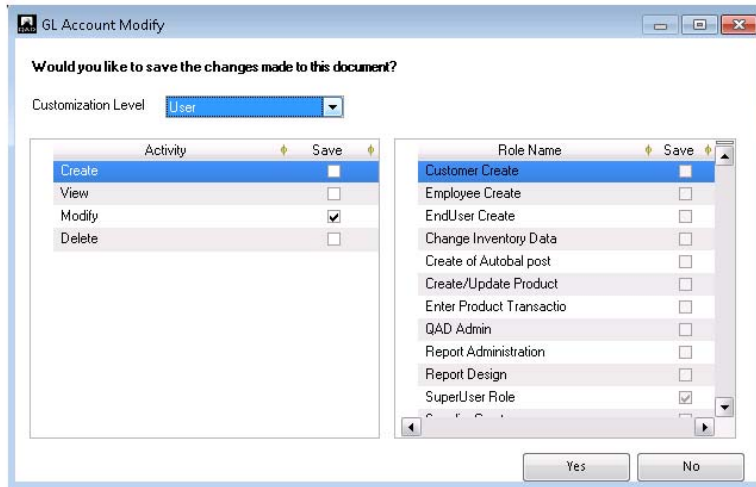 QAD GL Account Modify
Would you like to save the changes made to this document?
Customization Level User
Activity Save
Create
View
Modify
Delete
Role Name Save
Customer Create
Employee Create
EndUser Create
Change Inventory Data
Create of Autobal post
Create/Update Product
Enter Product Transactio
QAD Admin
Report Administration
Report Design
SuperUser Role
Yes No